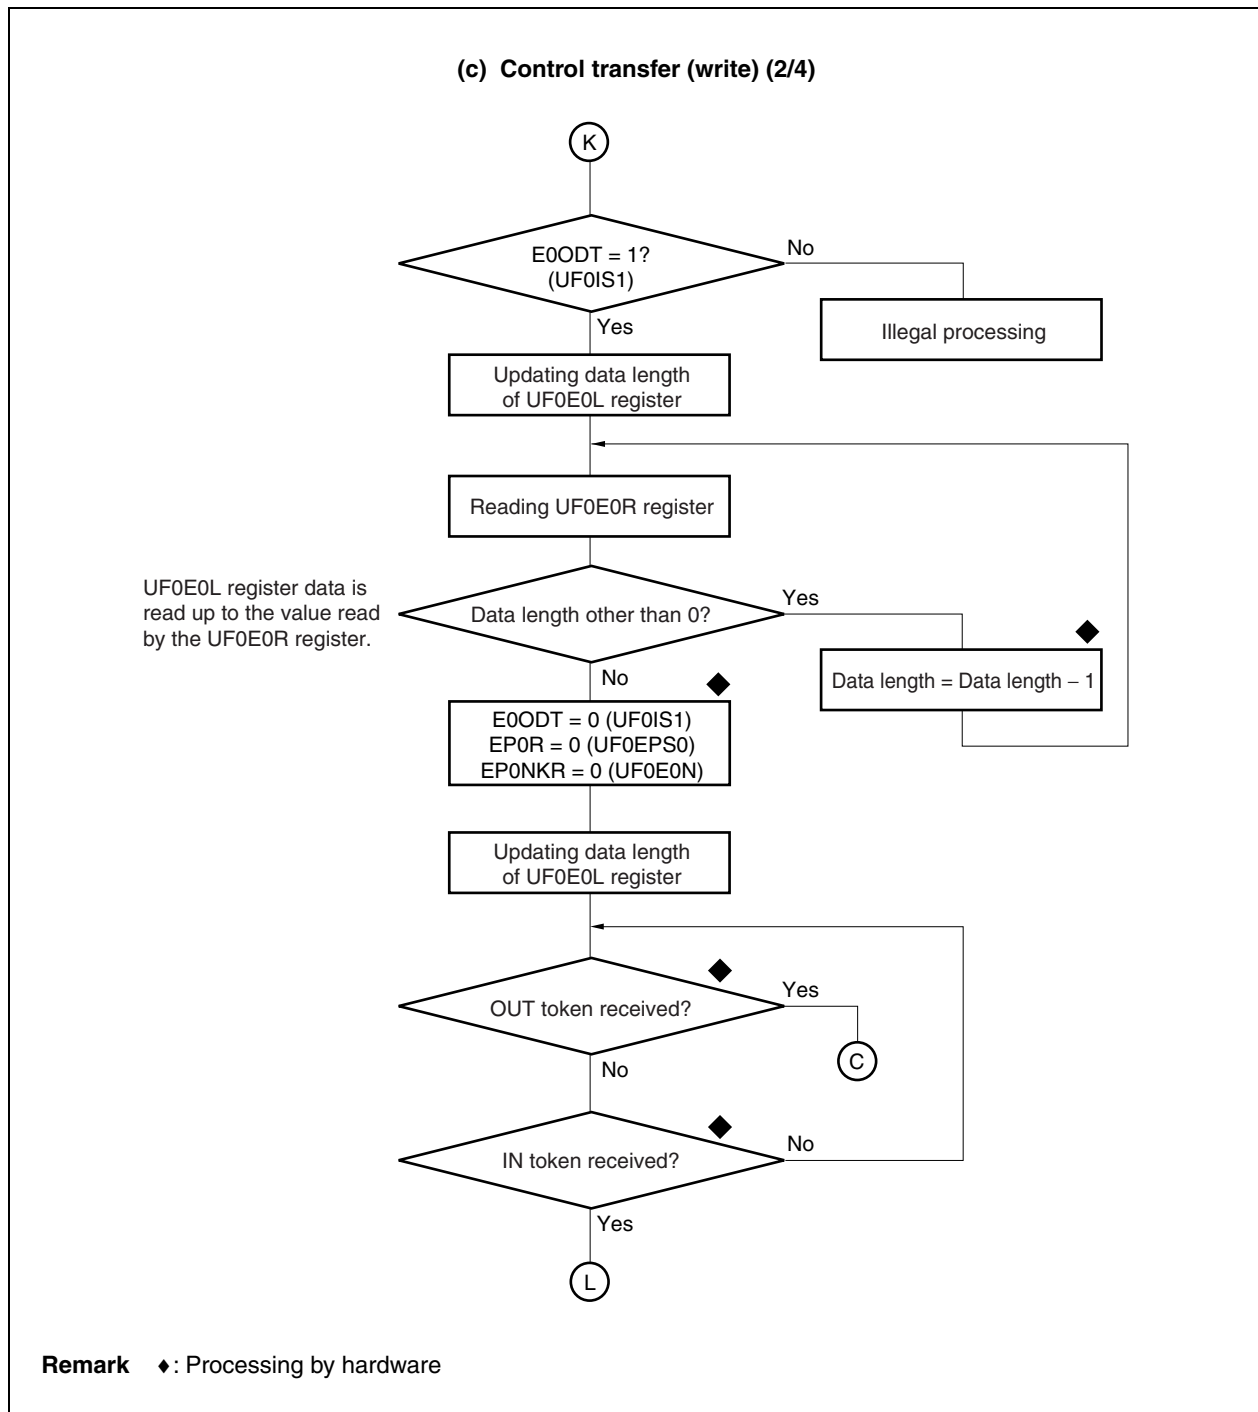 (c) Control transfer (write) (2/4)
K
E0ODT = 1?
(UF0IS1)
No
Illegal processing
Yes
Updating data length
of UF0E0L register
Reading UF0E0R register
UF0E0L register data is
read up to the value read
by the UF0E0R register.
Data length other than 0?
Yes
Data length = Data length − 1
No
E0ODT = 0 (UF0IS1)
EP0R = 0 (UF0EPS0)
EP0NKR = 0 (UF0E0N)
Updating data length
of UF0E0L register
OUT token received?
Yes
C
No
IN token received?
No
Yes
L
Remark ♦: Processing by hardware